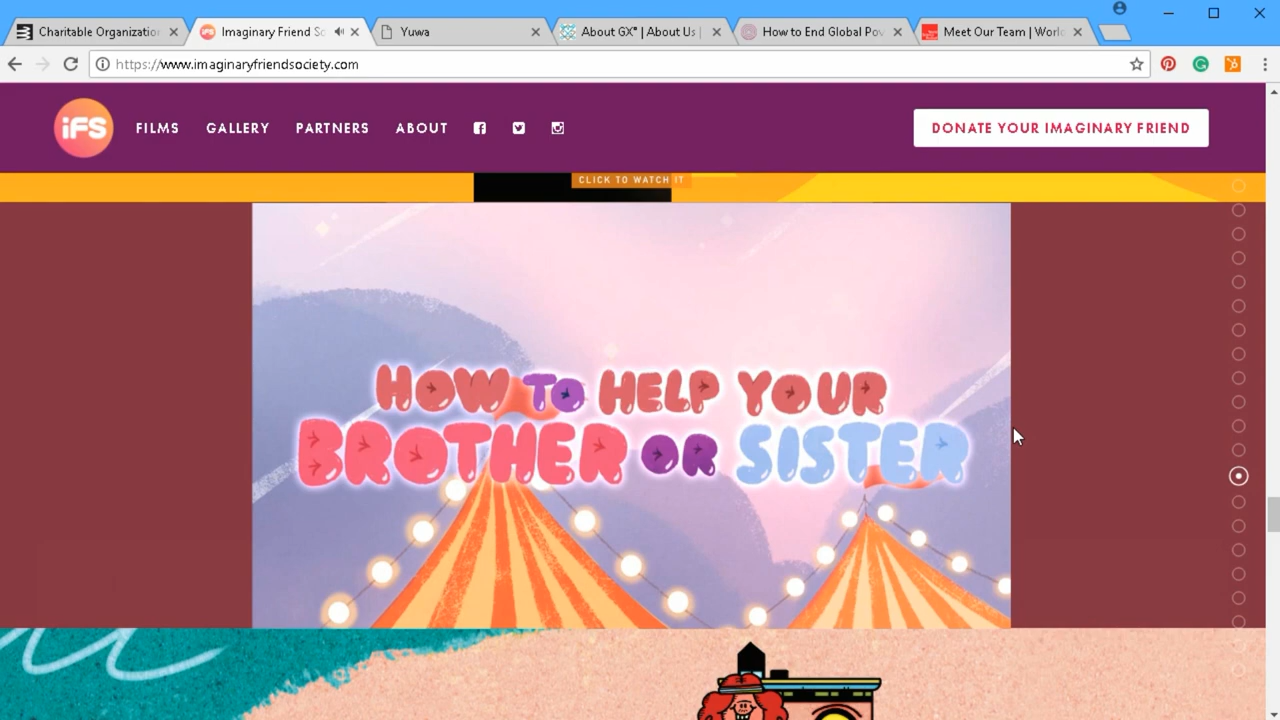 Charitable Organizatio
Imaginary Friend So
Yuwa
About GX® | About Us |
How to End Global Pov
Meet Our Team | World
https://www.imaginaryfriendsociety.com
iFS
FILMS
GALLERY
PARTNERS
ABOUT
DONATE YOUR IMAGINARY FRIEND
CLICK TO WATCH IT
HOW TO HELP YOUR
BROTHER OR SISTER